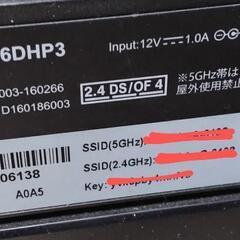 6DHP3
Input:12V⎓1.0A
003-160266
2.4 DS/OF 4
D160186003
※5GHz帯は
屋外使用禁止
06138
A0A5
SSID(5GHz):
SSID(2.4GHz):
Key: